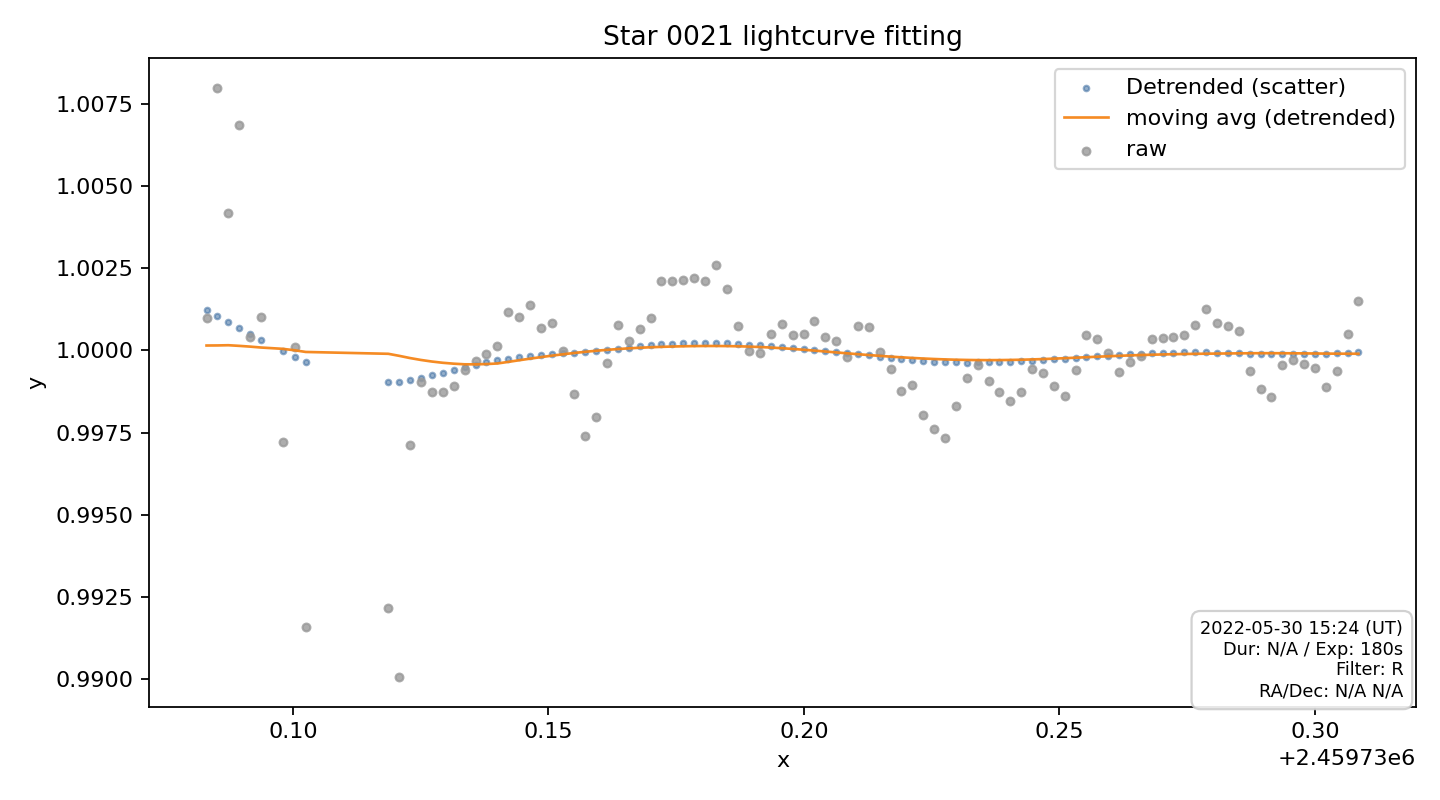 Star 0021 lightcurve fitting
Detrended (scatter)
moving avg (detrended)
raw
1.0075
1.0050
1.0025
1.0000
0.9975
0.9950
0.9925
0.9900
y
2022-05-30 15:24 (UT)
Dur: N/A / Exp: 180s
Filter: R
RA/Dec: N/A N/A
0.10 0.15 0.20 0.25 0.30
x
+2.45973e6